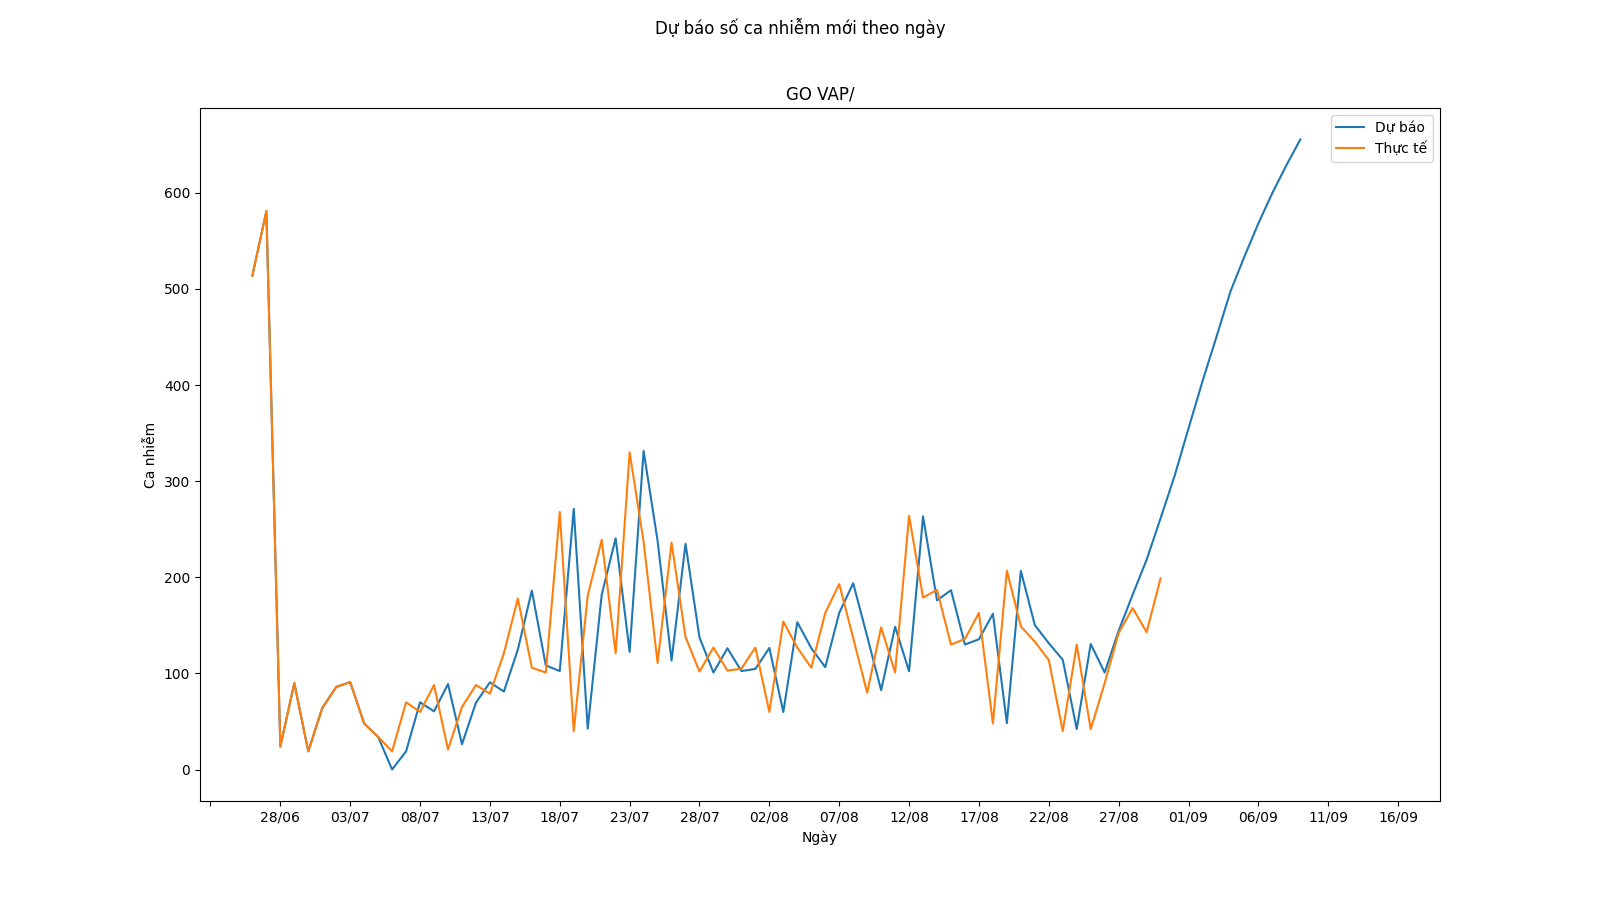 Dự báo số ca nhiễm mới theo ngày
GO VAP/
Dự báo
Thực tế
600
500
400
300
200
100
0
Ca nhiễm
28/06 03/07 08/07 13/07 18/07 23/07 28/07 02/08 07/08 12/08 17/08 22/08 27/08 01/09 06/09 11/09 16/09
Ngày